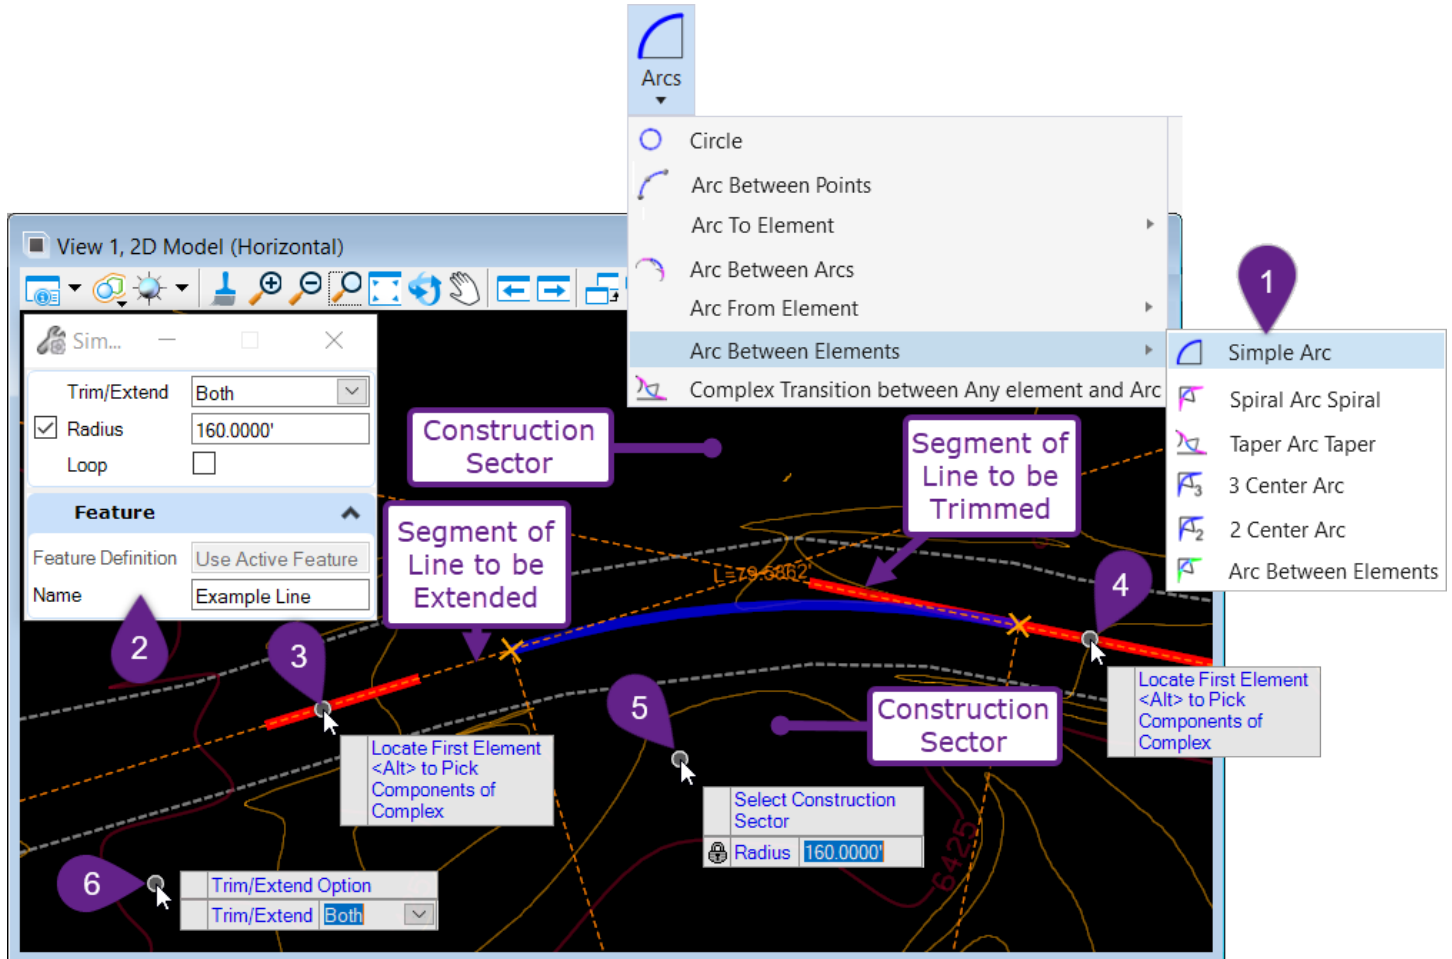 Arcs
Circle
Arc Between Points
Arc To Element
Arc Between Arcs
Arc From Element
Arc Between Elements
Complex Transition between Any element and Arc
1
Simple Arc
Spiral Arc Spiral
Taper Arc Taper
3 Center Arc
2 Center Arc
Arc Between Elements
View 1, 2D Model (Horizontal)
Sim...
Trim/Extend Both
Radius 160.0000'
Loop
Feature
Feature Definition Use Active Feature
Name Example Line
2
Construction
Sector
Segment of
Line to be
Trimmed
Segment of
Line to be
Extended
L=79.5862'
3
Locate First Element
<Alt> to Pick
Components of
Complex
4
Locate First Element
<Alt> to Pick
Components of
Complex
5
Construction
Sector
Select Construction
Sector
Radius 160.0000'
6425
6
Trim/Extend Option
Trim/Extend Both